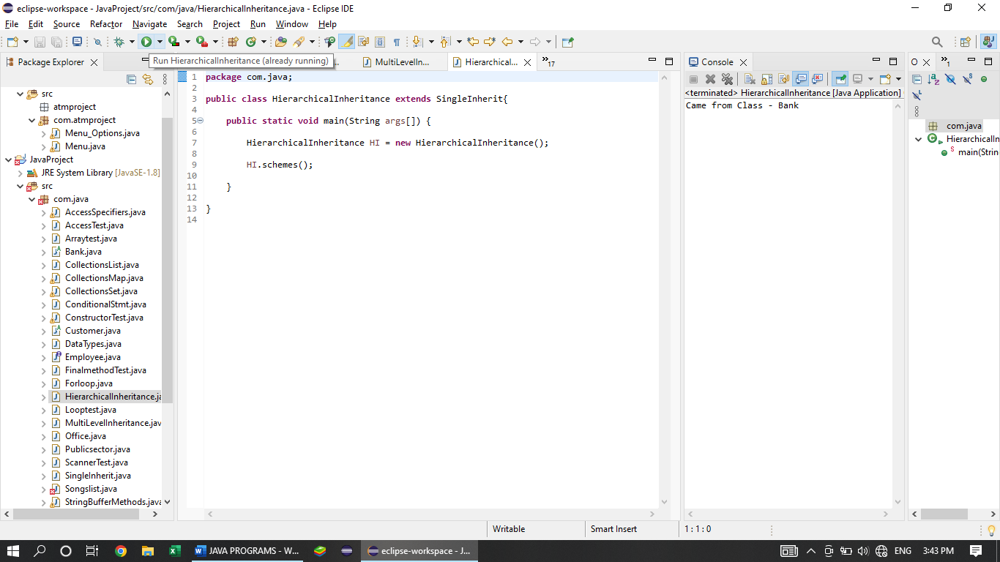 eclipse-workspace - JavaProject/src/com/java/HierarchicalInheritance.java - Eclipse IDE
File Edit Source Refactor Navigate Search Project Run Window Help
Run HierarchicalInheritance (already running)
Package Explorer
src
atmproject
com.atmproject
Menu_Options.java
Menu.java
JavaProject
JRE System Library [JavaSE-1.8]
src
com.java
AccessSpecifiers.java
AccessTest.java
Arraytest.java
Bank.java
CollectionsList.java
CollectionsMap.java
CollectionsSet.java
ConditionalStmt.java
ConstructorTest.java
Customer.java
DataTypes.java
Employee.java
FinalmethodTest.java
Forloop.java
HierarchicalInheritance.ja
Looptest.java
MultiLevelInheritance.jav
Office.java
Publicsector.java
ScannerTest.java
SingleInherit.java
Songslist.java
StringBufferMethods.java
MultiLevelIn... Hierarchical... 17
1 package com.java;
2
3 public class HierarchicalInheritance extends SingleInherit{
4
5 public static void main(String args[]) {
6
7 HierarchicalInheritance HI = new HierarchicalInheritance();
8
9 HI.schemes();
10
11 }
12
13 }
14
Console
<terminated> HierarchicalInheritance [Java Application]
Came from Class - Bank
O 1
com.java
HierarchicalIn
main(Strin
Writable Smart Insert 1 : 1 : 0
JAVA PROGRAMS - W... eclipse-workspace - J... ENG 3:43 PM